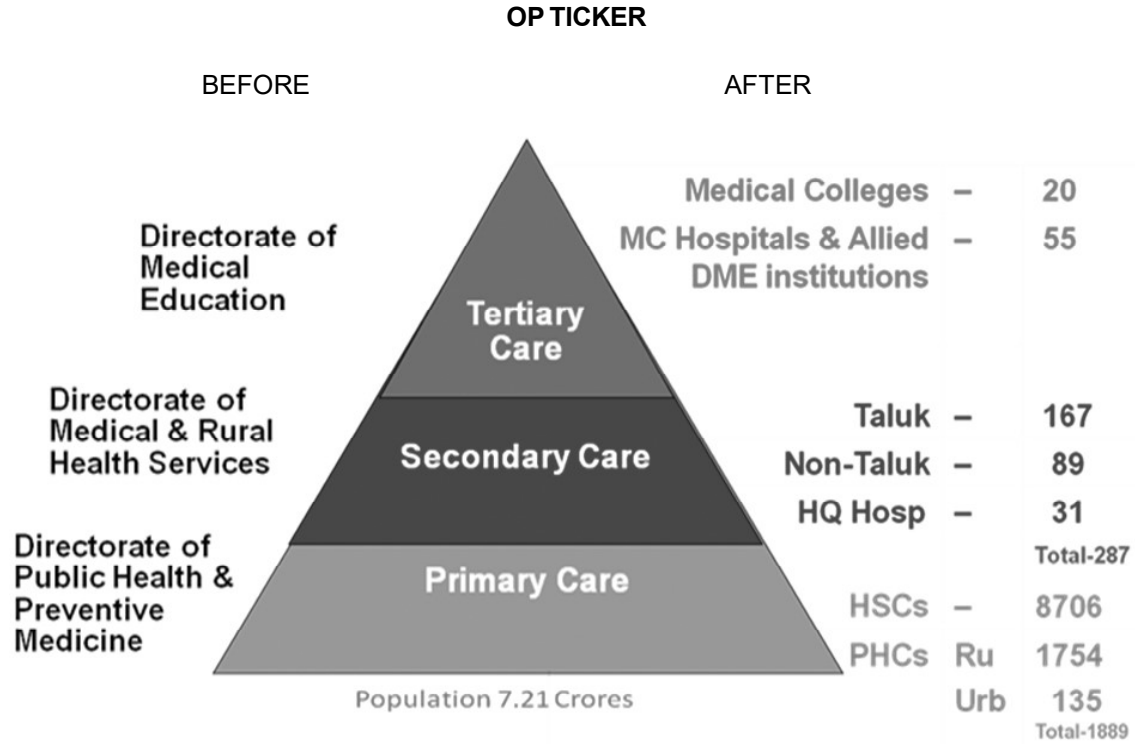 OP TICKER
BEFORE AFTER
Directorate of
Medical
Education
Tertiary
Care
Medical Colleges – 20
MC Hospitals & Allied – 55
DME institutions
Directorate of
Medical & Rural
Health Services
Secondary Care
Taluk – 167
Non-Taluk – 89
HQ Hosp – 31
Total-287
Directorate of
Public Health &
Preventive
Medicine
Primary Care
HSCs – 8706
PHCs Ru 1754
Urb 135
Total-1889
Population 7.21 Crores